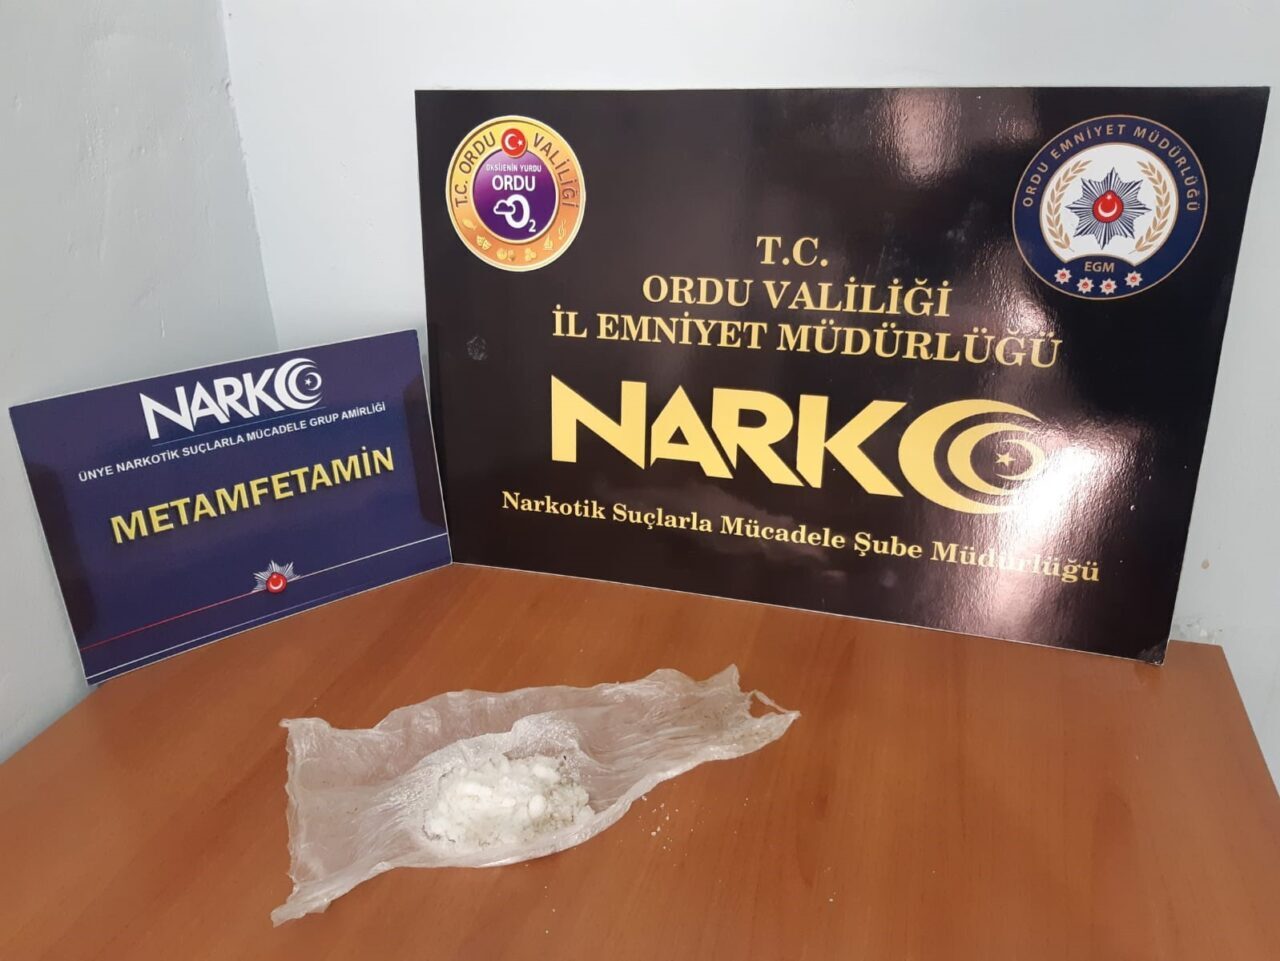 NARKO
ÜNYE NARKOTİK SUÇLARLA MÜCADELE GRUP AMİRLİĞİ
METAMFETAMİN
T.C. ORDU VALİLİĞİ
OKSİJENİN YURDU
ORDU
O2
ORDU EMNİYET MÜDÜRLÜĞÜ
EGM
T.C.
ORDU VALİLİĞİ
İL EMNİYET MÜDÜRLÜĞÜ
NARKO
Narkotik Suçlarla Mücadele Şube Müdürlüğü